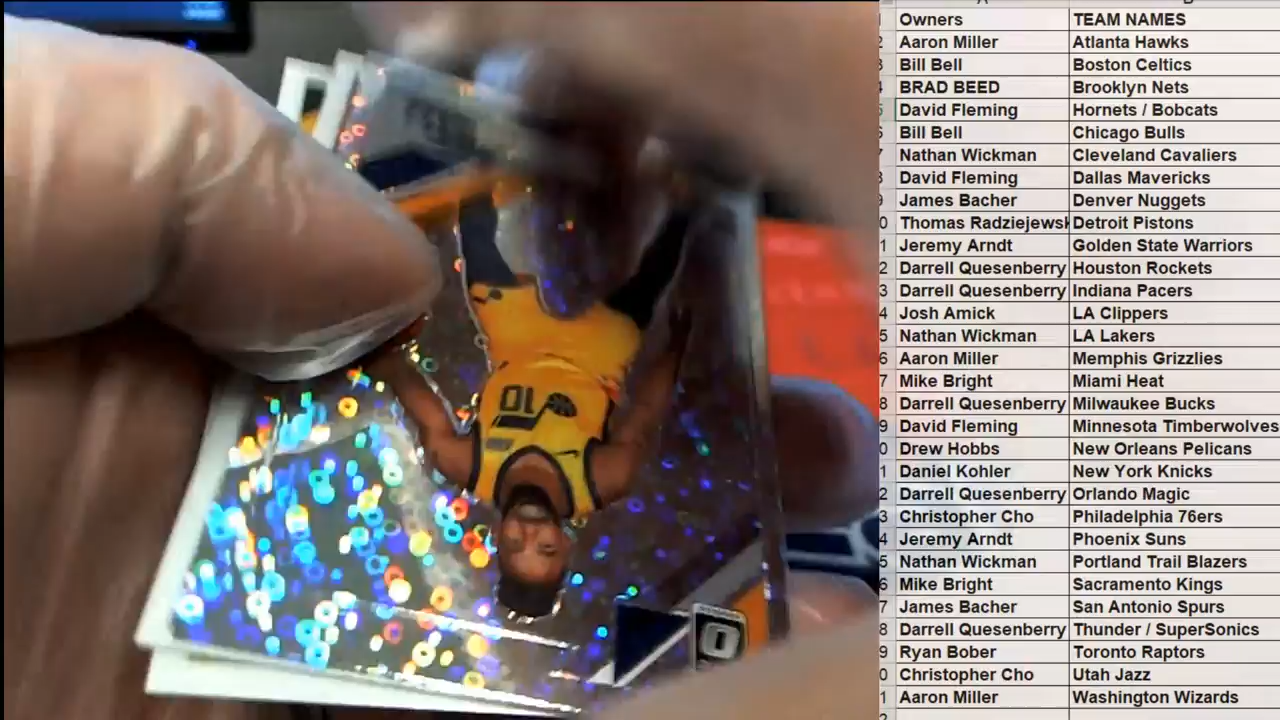 Owners TEAM NAMES
Aaron Miller Atlanta Hawks
Bill Bell Boston Celtics
BRAD BEED Brooklyn Nets
David Fleming Hornets / Bobcats
Bill Bell Chicago Bulls
Nathan Wickman Cleveland Cavaliers
David Fleming Dallas Mavericks
James Bacher Denver Nuggets
Thomas Radziejewsk Detroit Pistons
Jeremy Arndt Golden State Warriors
Darrell Quesenberry Houston Rockets
Darrell Quesenberry Indiana Pacers
Josh Amick LA Clippers
Nathan Wickman LA Lakers
Aaron Miller Memphis Grizzlies
Mike Bright Miami Heat
Darrell Quesenberry Milwaukee Bucks
David Fleming Minnesota Timberwolves
Drew Hobbs New Orleans Pelicans
Daniel Kohler New York Knicks
Darrell Quesenberry Orlando Magic
Christopher Cho Philadelphia 76ers
Jeremy Arndt Phoenix Suns
Nathan Wickman Portland Trail Blazers
Mike Bright Sacramento Kings
James Bacher San Antonio Spurs
Darrell Quesenberry Thunder / SuperSonics
Ryan Bober Toronto Raptors
Christopher Cho Utah Jazz
Aaron Miller Washington Wizards
10